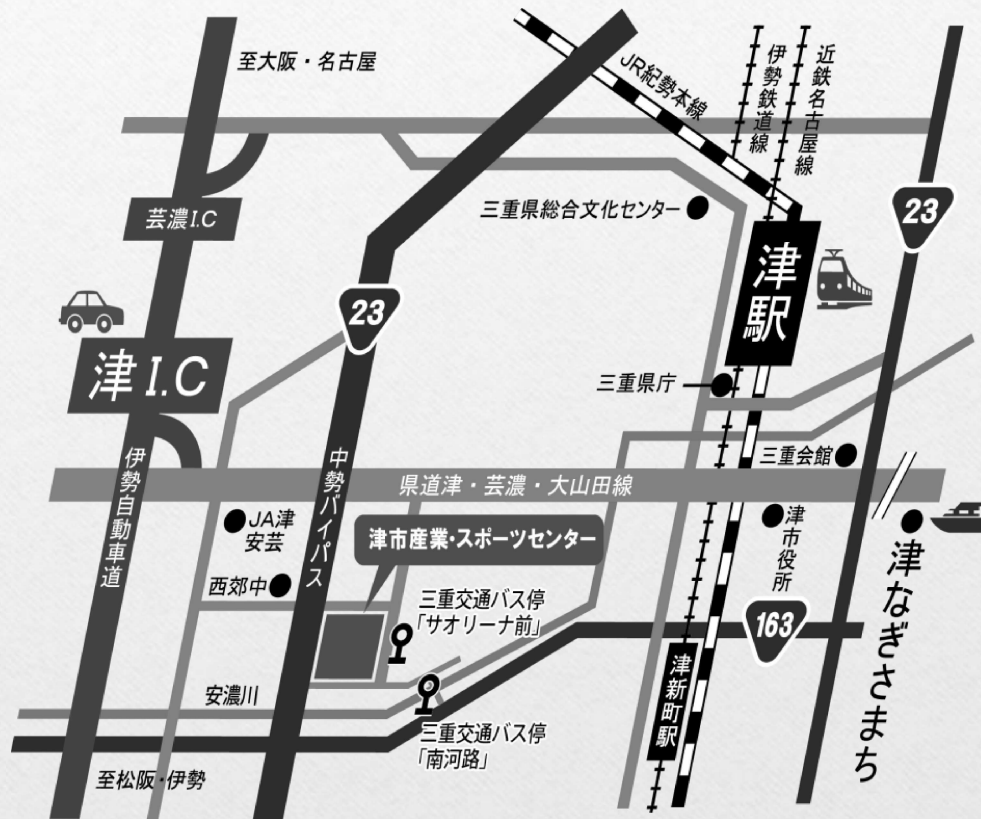 至大阪・名古屋
JR紀勢本線
伊勢鉄道線
近鉄名古屋線
芸濃I.C
三重県総合文化センター
23
津駅
23
津I.C
三重県庁
三重会館
伊勢自動車道
中勢バイパス
県道津・芸濃・大山田線
JA津
安芸
津市産業・スポーツセンター
津市役所
津なぎさまち
西郊中
三重交通バス停
「サオリーナ前」
163
津新町駅
安濃川
三重交通バス停
「南河路」
至松阪・伊勢